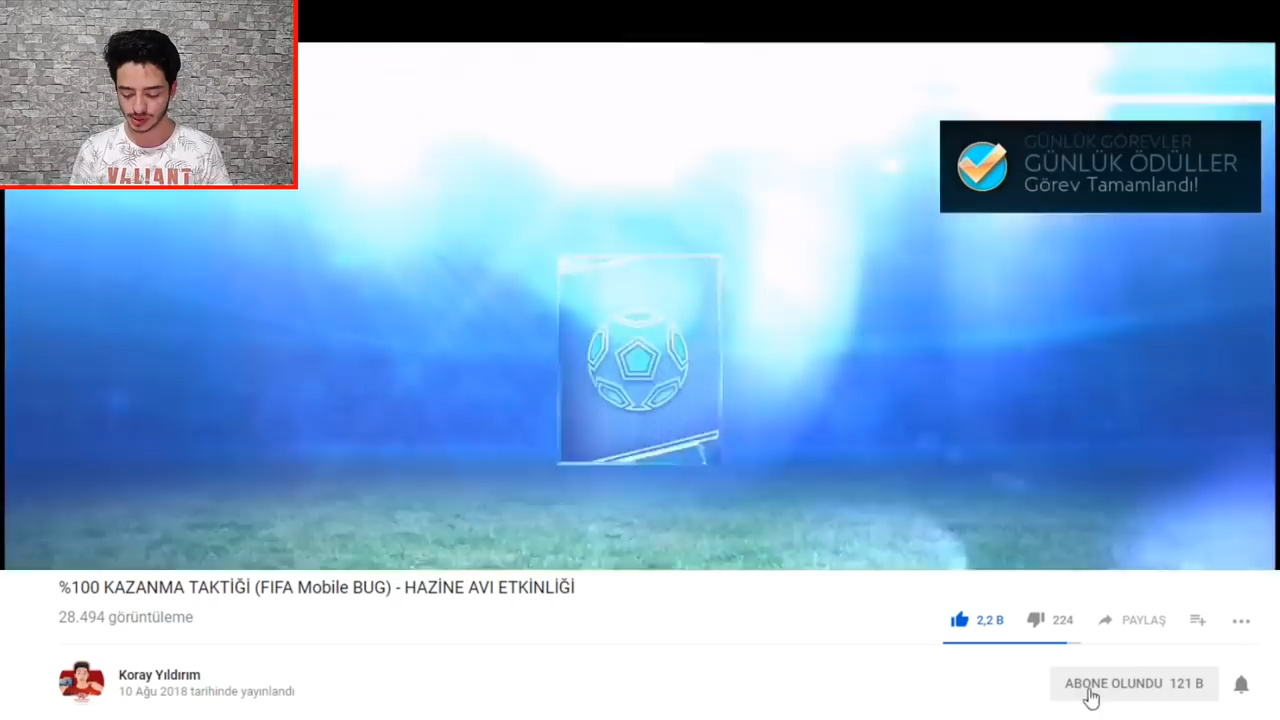 VALIANT
GÜNLÜK GÖREVLER
GÜNLÜK ÖDÜLLER
Görev Tamamlandı!
%100 KAZANMA TAKTİĞİ (FIFA Mobile BUG) - HAZİNE AVI ETKİNLİĞİ
28.494 görüntüleme
2,2 B
224
PAYLAŞ
Koray Yıldırım
10 Ağu 2018 tarihinde yayınlandı
ABONE OLUNDU 121 B